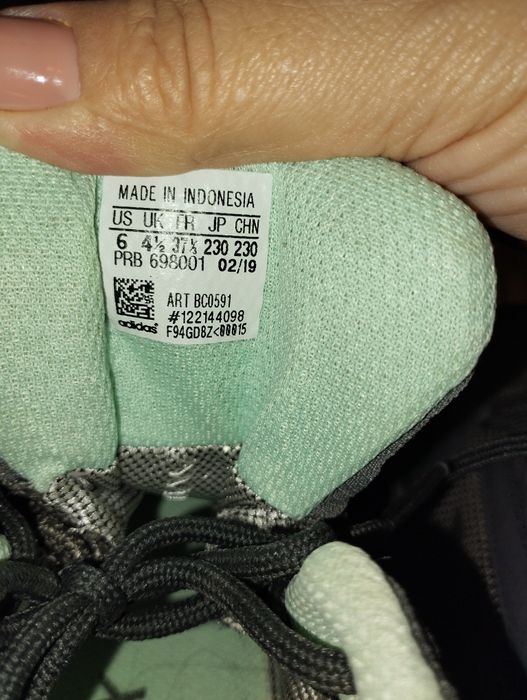 MADE IN INDONESIA
US UK FR JP CHN
6 4½ 37⅓ 230 230
PRB 698001 02/19
ART BC0591
#122144098
adidas F94GD8Z<00015